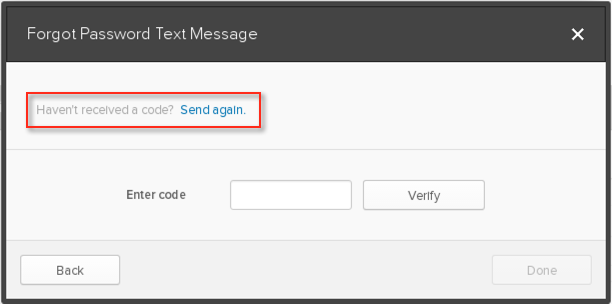 Forgot Password Text Message
Haven't received a code? Send again.
Enter code Verify
Back Done